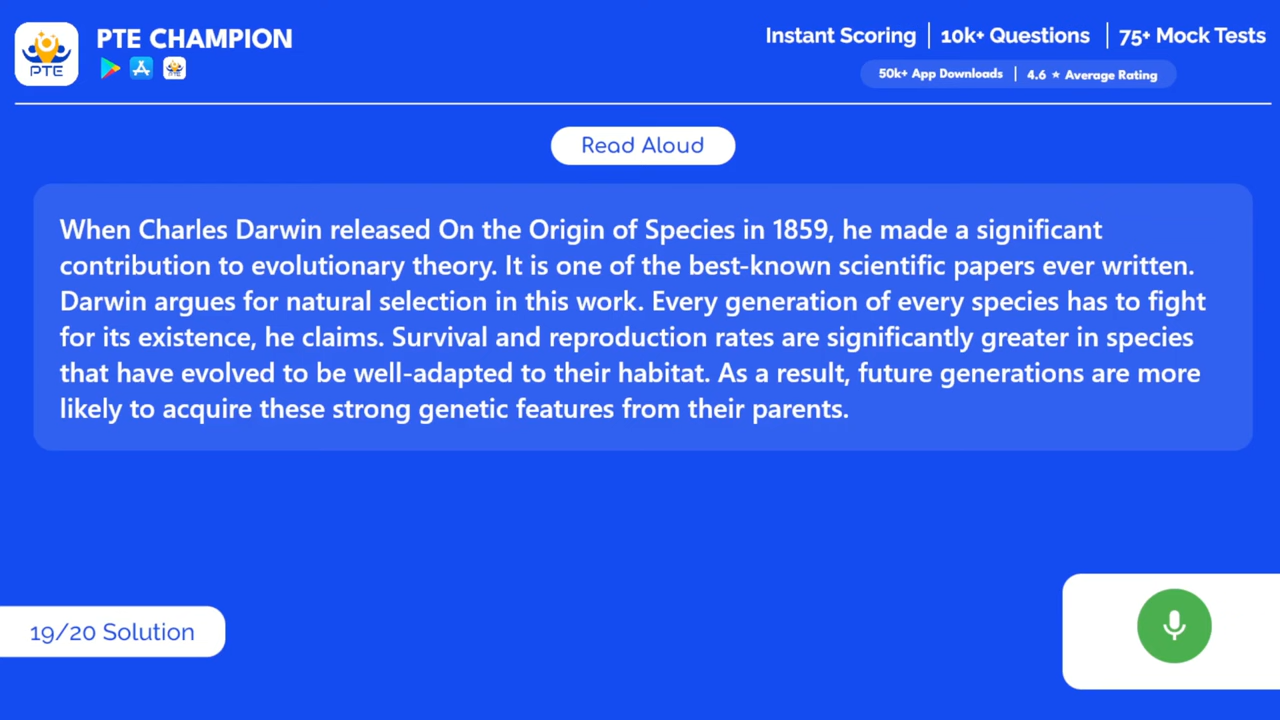 PTE CHAMPION
PTE
PTE
Instant Scoring | 10k+ Questions | 75+ Mock Tests
50k+ App Downloads | 4.6 ★ Average Rating
Read Aloud
When Charles Darwin released On the Origin of Species in 1859, he made a significant
contribution to evolutionary theory. It is one of the best-known scientific papers ever written.
Darwin argues for natural selection in this work. Every generation of every species has to fight
for its existence, he claims. Survival and reproduction rates are significantly greater in species
that have evolved to be well-adapted to their habitat. As a result, future generations are more
likely to acquire these strong genetic features from their parents.
19/20 Solution